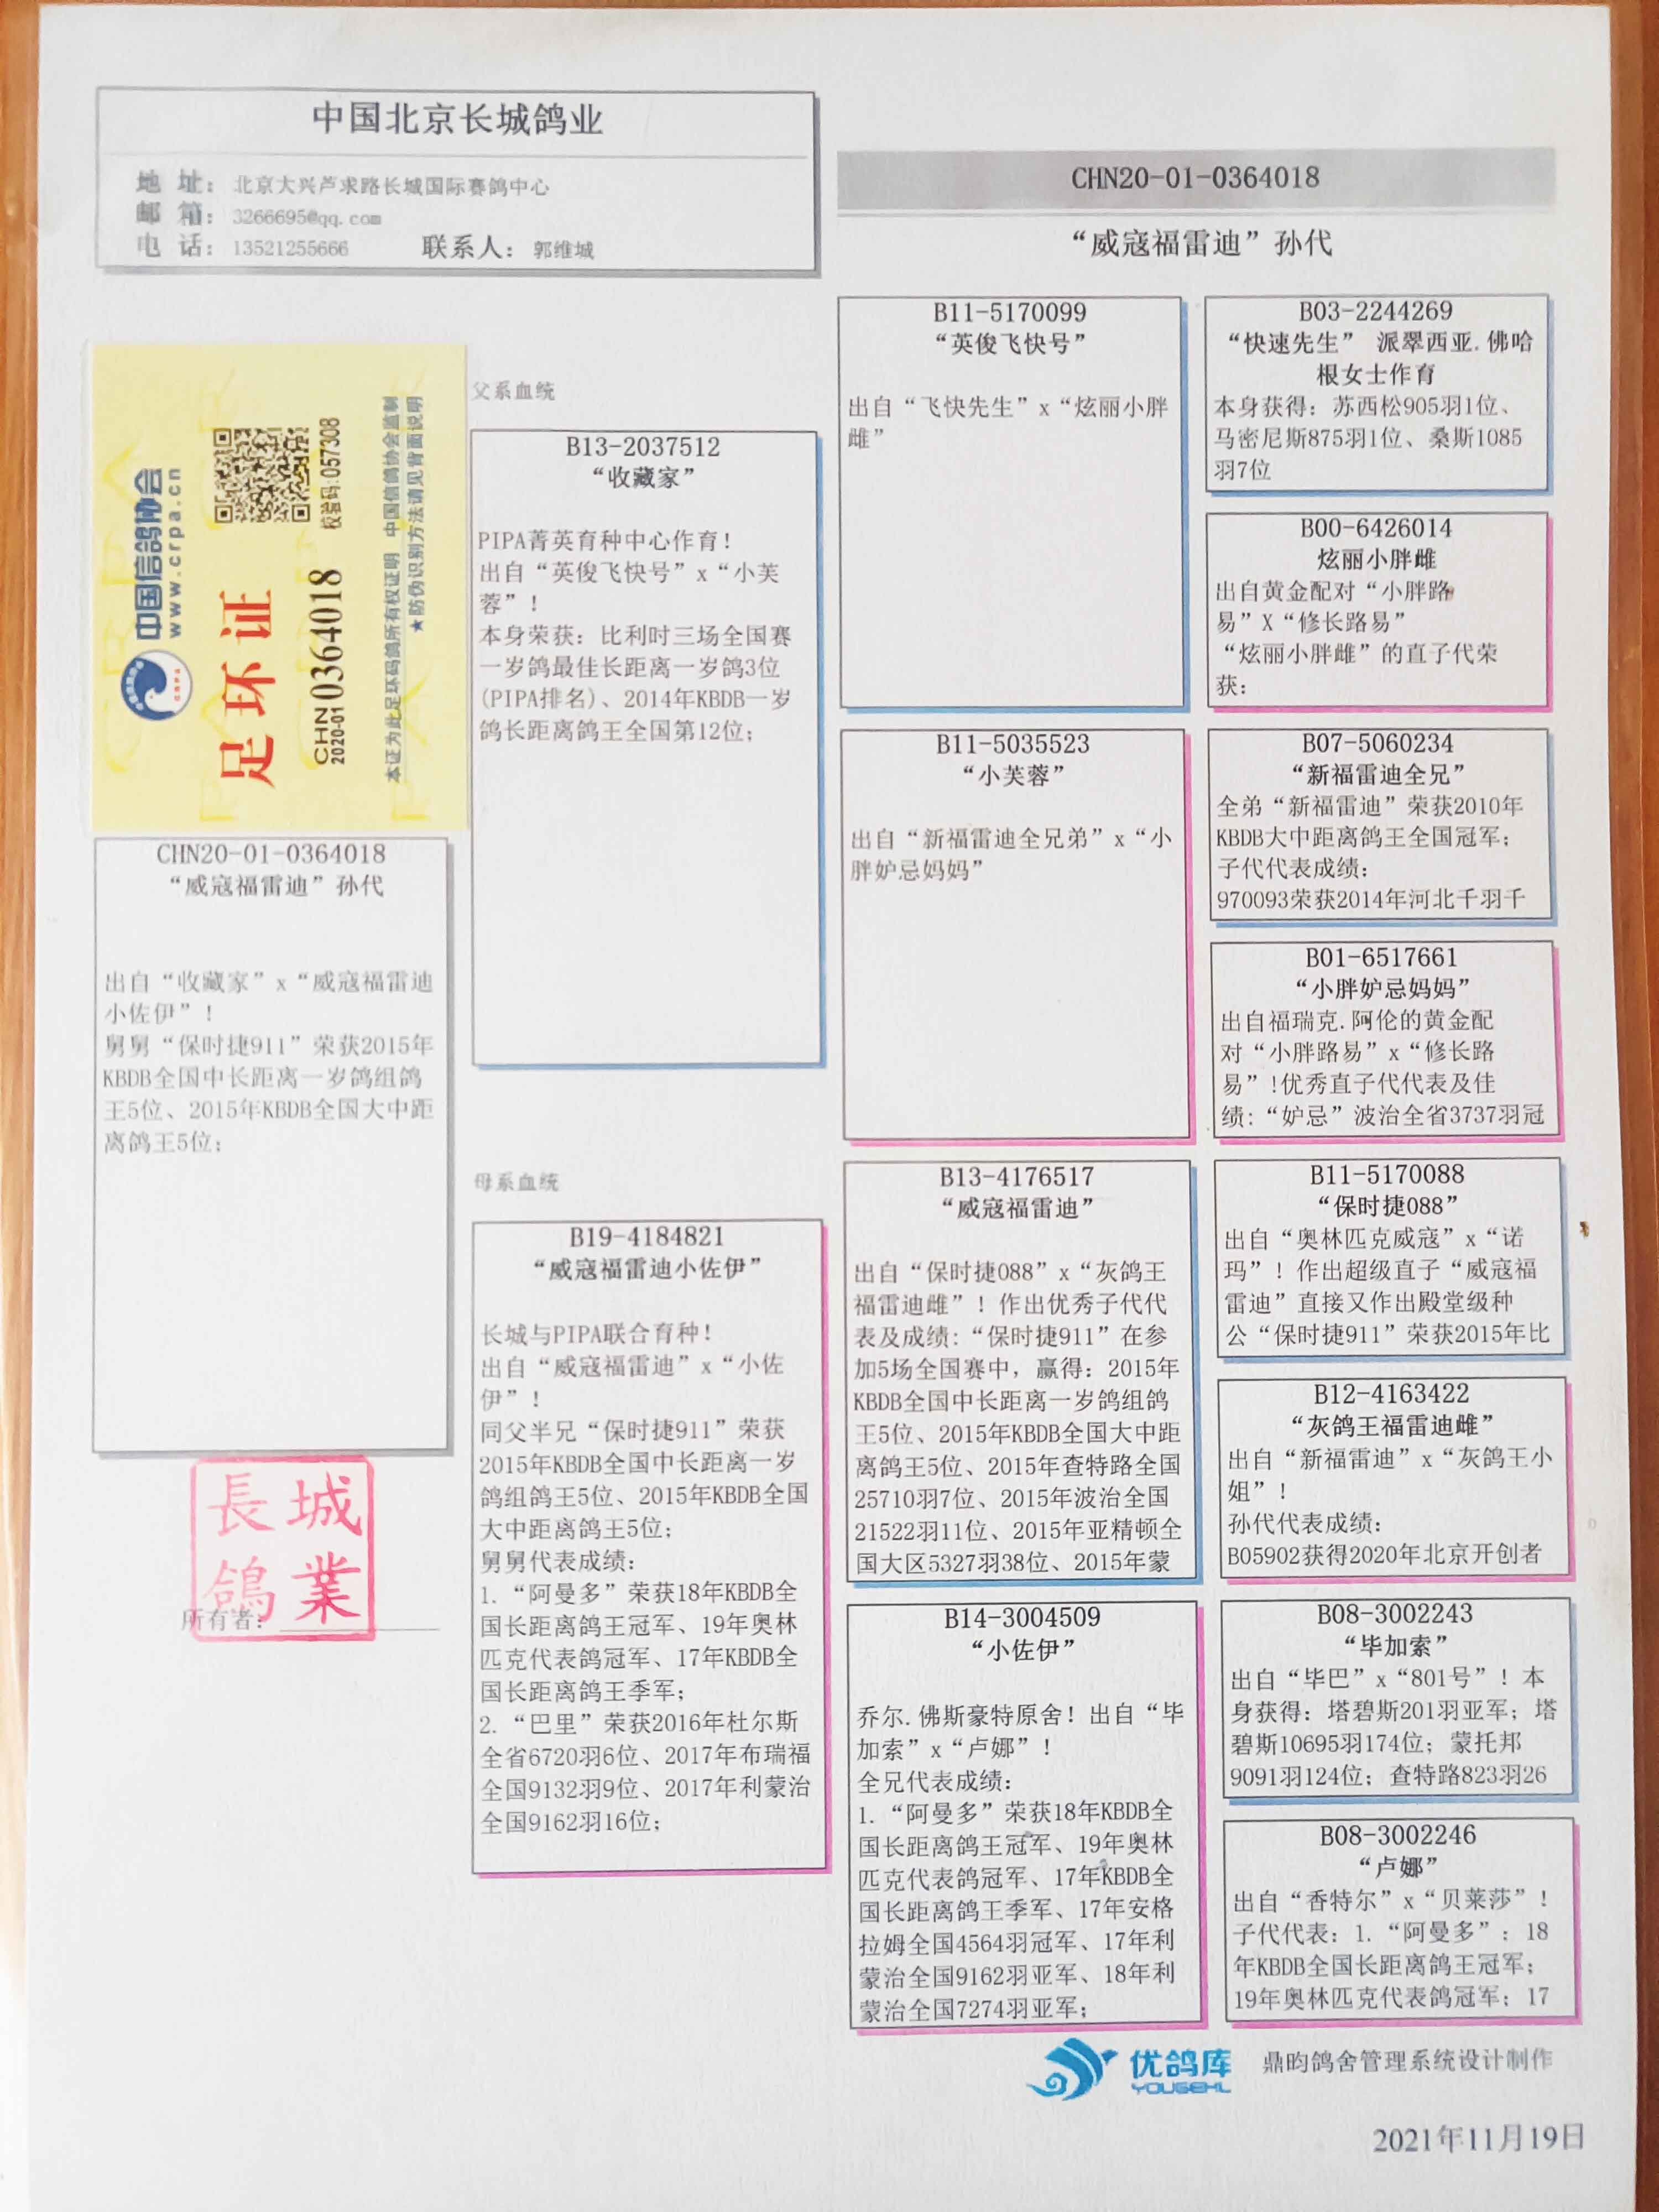 中国北京长城鸽业
地 址：北京大兴芦求路长城国际赛鸽中心
邮 箱：3266695@qq.com
电 话：13521255666 联系人：郭维城
CHN20-01-0364018
“威寇福雷迪”孙代
中国信鸽协会
www.crpa.cn
CRPA
足环证
CHN
2020-01
0364018
校验码:057308
本证为此足环码鸽所有权证明 中国信鸽协会监制
★防伪识别方法请见背面说明
CHN20-01-0364018
“威寇福雷迪”孙代
出自“收藏家”x“威寇福雷迪
小佐伊”！
舅舅“保时捷911”荣获2015年
KBDB全国中长距离一岁鸽组鸽
王5位、2015年KBDB全国大中距
离鸽王5位；
長城
鴿業
所有者：
父系血统
B13-2037512
“收藏家”
PIPA菁英育种中心作育！
出自“英俊飞快号”x“小芙
蓉”！
本身荣获：比利时三场全国赛
一岁鸽最佳长距离一岁鸽3位
(PIPA排名)、2014年KBDB一岁
鸽长距离鸽王全国第12位；
母系血统
B19-4184821
“威寇福雷迪小佐伊”
长城与PIPA联合育种！
出自“威寇福雷迪”x“小佐
伊”！
同父半兄“保时捷911”荣获
2015年KBDB全国中长距离一岁
鸽组鸽王5位、2015年KBDB全国
大中距离鸽王5位；
舅舅代表成绩：
1. “阿曼多”荣获18年KBDB全
国长距离鸽王冠军、19年奥林
匹克代表鸽冠军、17年KBDB全
国长距离鸽王季军；
2. “巴里”荣获2016年杜尔斯
全省6720羽6位、2017年布瑞福
全国9132羽9位、2017年利蒙治
全国9162羽16位；
B11-5170099
“英俊飞快号”
出自“飞快先生”x“炫丽小胖
雌”
B11-5035523
“小芙蓉”
出自“新福雷迪全兄弟”x“小
胖妒忌妈妈”
B13-4176517
“威寇福雷迪”
出自“保时捷088”x“灰鸽王
福雷迪雌”！作出优秀子代代
表及成绩:“保时捷911”在参
加5场全国赛中，赢得：2015年
KBDB全国中长距离一岁鸽组鸽
王5位、2015年KBDB全国大中距
离鸽王5位、2015年查特路全国
25710羽7位、2015年波治全国
21522羽11位、2015年亚精顿全
国大区5327羽38位、2015年蒙
B14-3004509
“小佐伊”
乔尔.佛斯豪特原舍！出自“毕
加索”x“卢娜”！
全兄代表成绩：
1. “阿曼多”荣获18年KBDB全
国长距离鸽王冠军、19年奥林
匹克代表鸽冠军、17年KBDB全
国长距离鸽王季军、17年安格
拉姆全国4564羽冠军、17年利
蒙治全国9162羽亚军、18年利
蒙治全国7274羽亚军；
B03-2244269
“快速先生” 派翠西亚.佛哈
根女士作育
本身获得：苏西松905羽1位、
马密尼斯875羽1位、桑斯1085
羽7位
B00-6426014
炫丽小胖雌
出自黄金配对“小胖路
易”X“修长路易”
“炫丽小胖雌”的直子代荣
获：
B07-5060234
“新福雷迪全兄”
全弟“新福雷迪”荣获2010年
KBDB大中距离鸽王全国冠军；
子代代表成绩：
970093荣获2014年河北千羽千
B01-6517661
“小胖妒忌妈妈”
出自福瑞克.阿伦的黄金配
对“小胖路易”x“修长路
易”!优秀直子代代表及佳
绩:“妒忌”波治全省3737羽冠
B11-5170088
“保时捷088”
出自“奥林匹克威寇”x“诺
玛”！作出超级直子“威寇福
雷迪”直接又作出殿堂级种
公“保时捷911”荣获2015年比
B12-4163422
“灰鸽王福雷迪雌”
出自“新福雷迪”x“灰鸽王小
姐”！
孙代代表成绩：
B05902获得2020年北京开创者
B08-3002243
“毕加索”
出自“毕巴”x“801号”！本
身获得：塔碧斯201羽亚军；塔
碧斯10695羽174位；蒙托邦
9091羽124位；查特路823羽26
B08-3002246
“卢娜”
出自“香特尔”x“贝莱莎”！
子代代表：1. “阿曼多”：18
年KBDB全国长距离鸽王冠军；
19年奥林匹克代表鸽冠军；17
优鸽库 鼎昀鸽舍管理系统设计制作
2021年11月19日